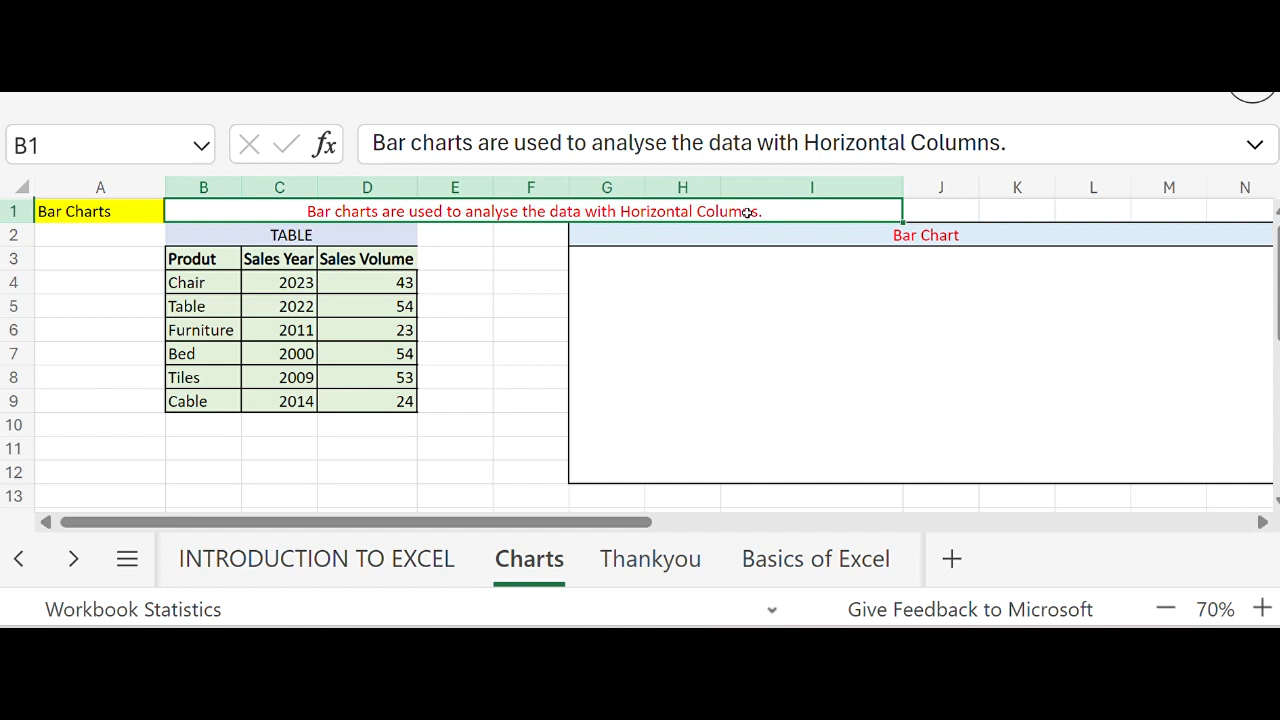 B1 fx Bar charts are used to analyse the data with Horizontal Columns.
A B C D E F G H I J K L M N
1 Bar Charts Bar charts are used to analyse the data with Horizontal Columns.
2 TABLE Bar Chart
3 Produt Sales Year Sales Volume
4 Chair 2023 43
5 Table 2022 54
6 Furniture 2011 23
7 Bed 2000 54
8 Tiles 2009 53
9 Cable 2014 24
10
11
12
13
INTRODUCTION TO EXCEL Charts Thankyou Basics of Excel
Workbook Statistics Give Feedback to Microsoft 70%